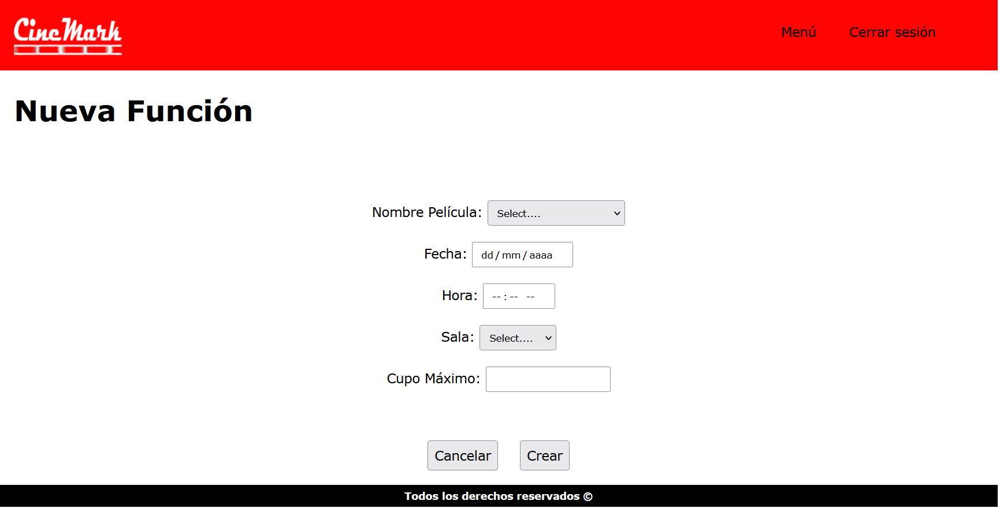 CineMark
Menú Cerrar sesión
Nueva Función
Nombre Película: Select....
Fecha: dd/mm/aaaa
Hora: --:-- --
Sala: Select....
Cupo Máximo:
Cancelar Crear
Todos los derechos reservados ©